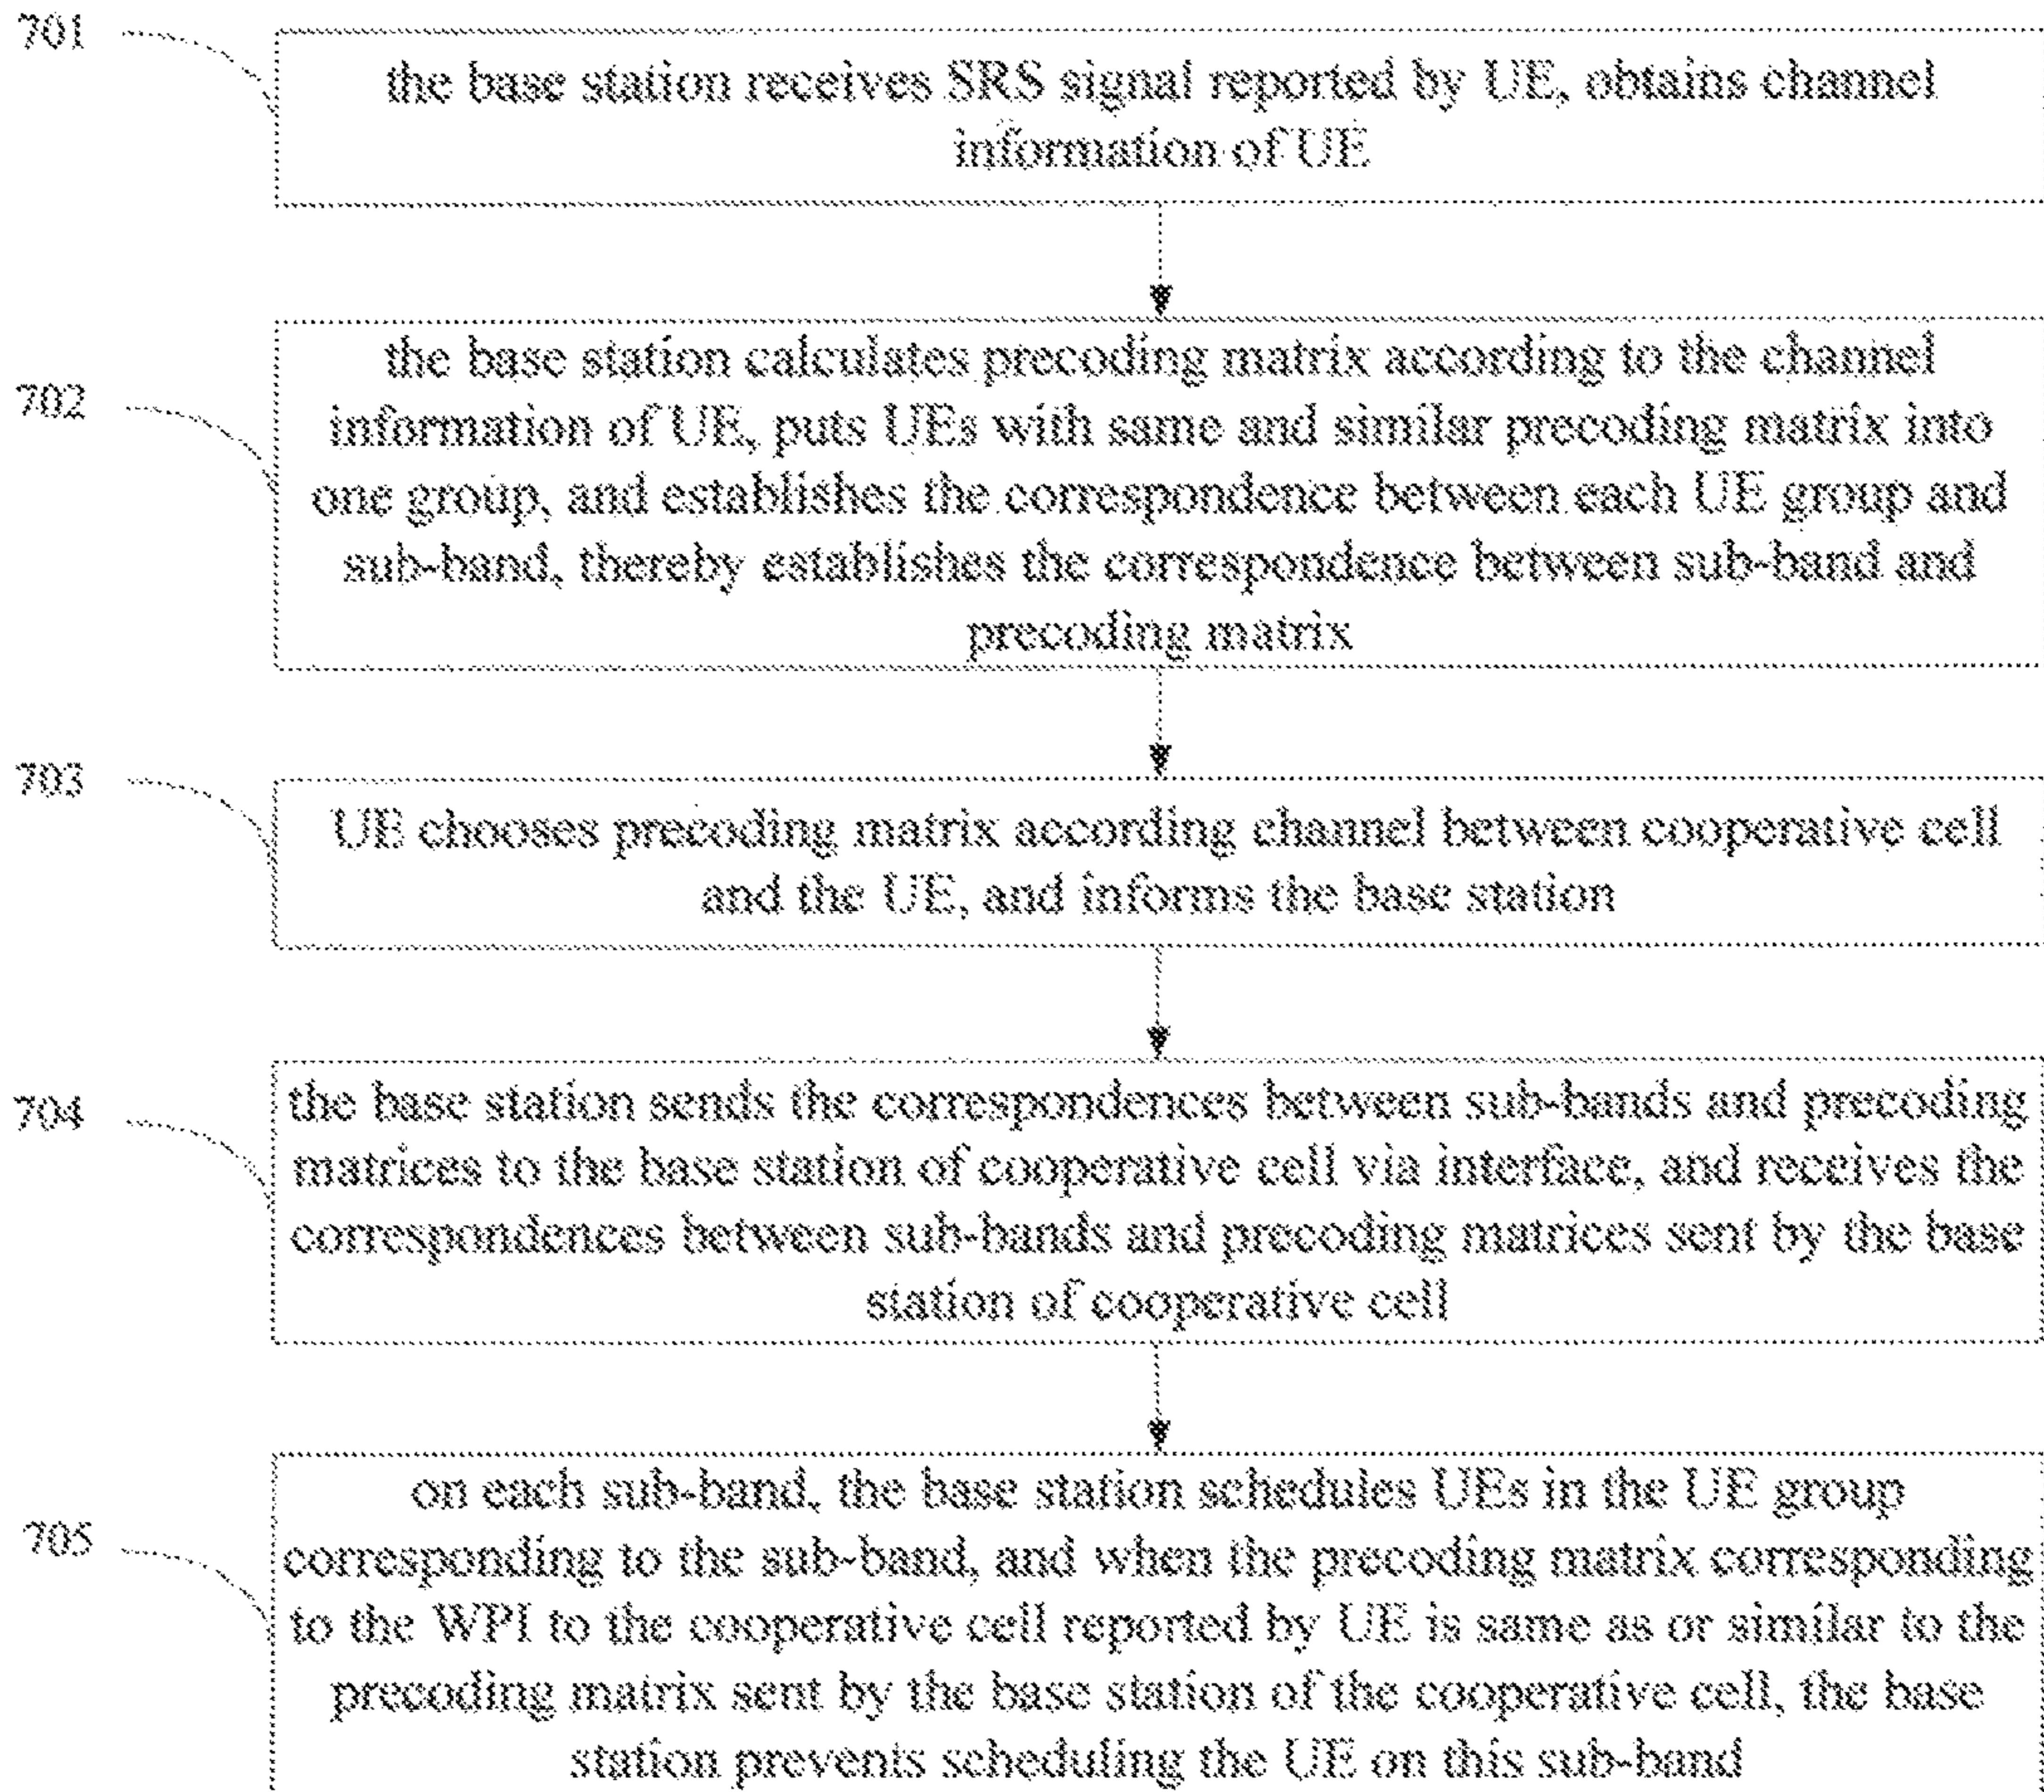 701
the base station receives SRS signal reported by UE, obtains channel
information of UE
702
the base station calculates precoding matrix according to the channel
information of UE, puts UEs with same and similar precoding matrix into
one group, and establishes the correspondence between each UE group and
sub-band, thereby establishes the correspondence between sub-band and
precoding matrix
703
UE chooses precoding matrix according channel between cooperative cell
and the UE, and informs the base station
704
the base station sends the correspondences between sub-bands and precoding
matrices to the base station of cooperative cell via interface, and receives the
correspondences between sub-bands and precoding matrices sent by the base
station of cooperative cell
705
on each sub-band, the base station schedules UEs in the UE group
corresponding to the sub-band, and when the precoding matrix corresponding
to the WPI to the cooperative cell reported by UE is same as or similar to the
precoding matrix sent by the base station of the cooperative cell, the base
station prevents scheduling the UE on this sub-band